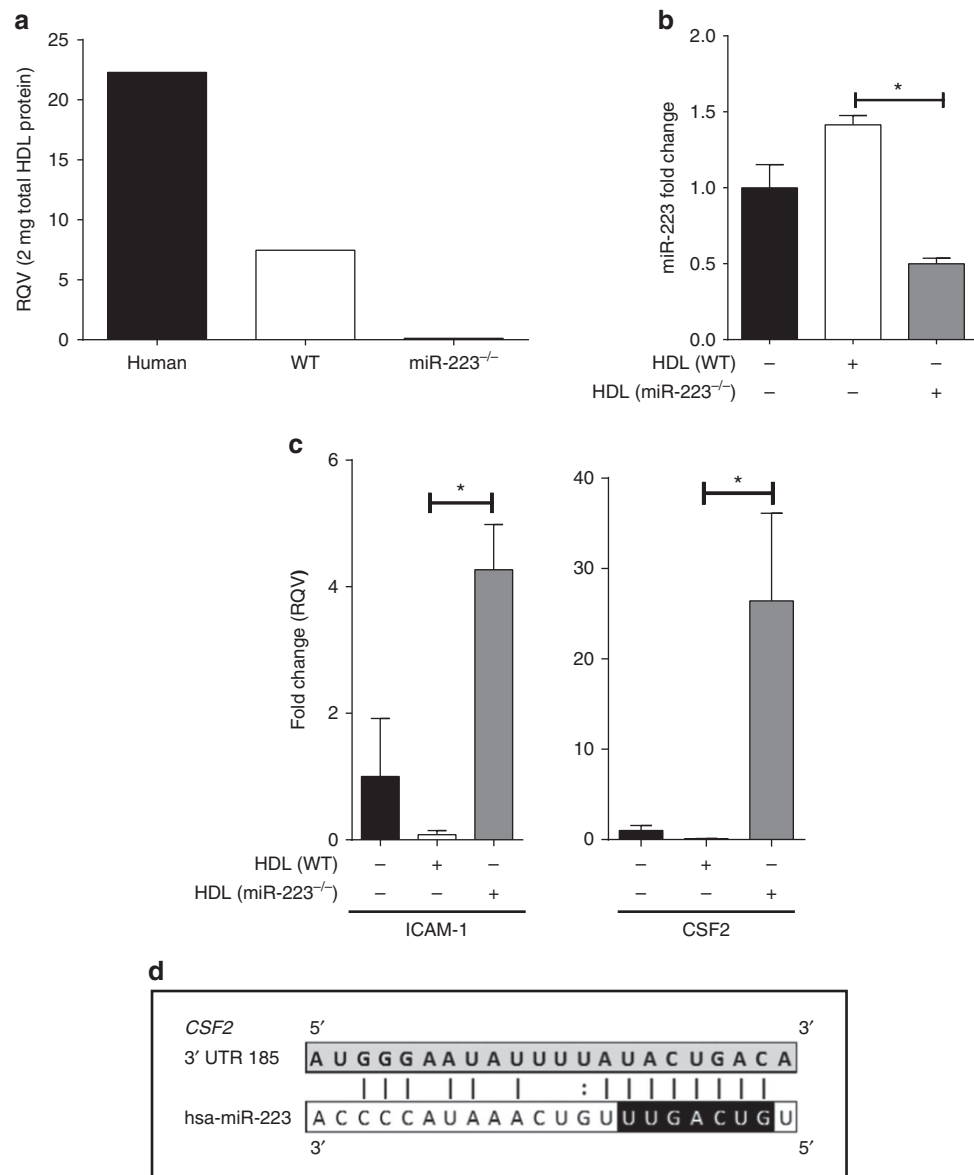 a
RQV (2 mg total HDL protein)
25
20
15
10
5
0
Human WT miR-223−/−
b
miR-223 fold change
2.0
1.5
1.0
0.5
0.0
*
HDL (WT) − + −
HDL (miR-223−/−) − − +
c
Fold change (RQV)
6
4
2
0
*
40
30
20
10
0
*
HDL (WT) − + − − + −
HDL (miR-223−/−) − − + − − +
ICAM-1 CSF2
d
CSF2 5′ 3′
3′ UTR 185 A U G G G A A U A U U U U A U A C U G A C A
hsa-miR-223 A C C C C A U A A A C U G U U U G A C U G U
3′ 5′